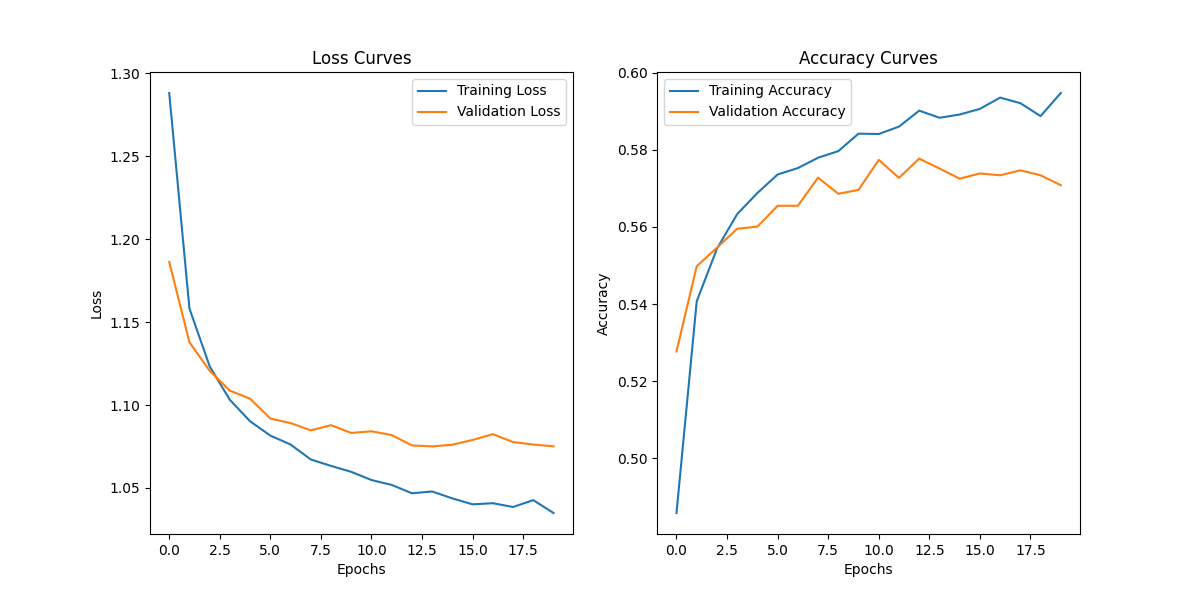 Loss Curves
1.30
1.25
1.20
1.15
1.10
1.05
Loss
Training Loss
Validation Loss
0.0 2.5 5.0 7.5 10.0 12.5 15.0 17.5
Epochs
Accuracy Curves
0.60
0.58
0.56
0.54
0.52
0.50
Accuracy
Training Accuracy
Validation Accuracy
0.0 2.5 5.0 7.5 10.0 12.5 15.0 17.5
Epochs